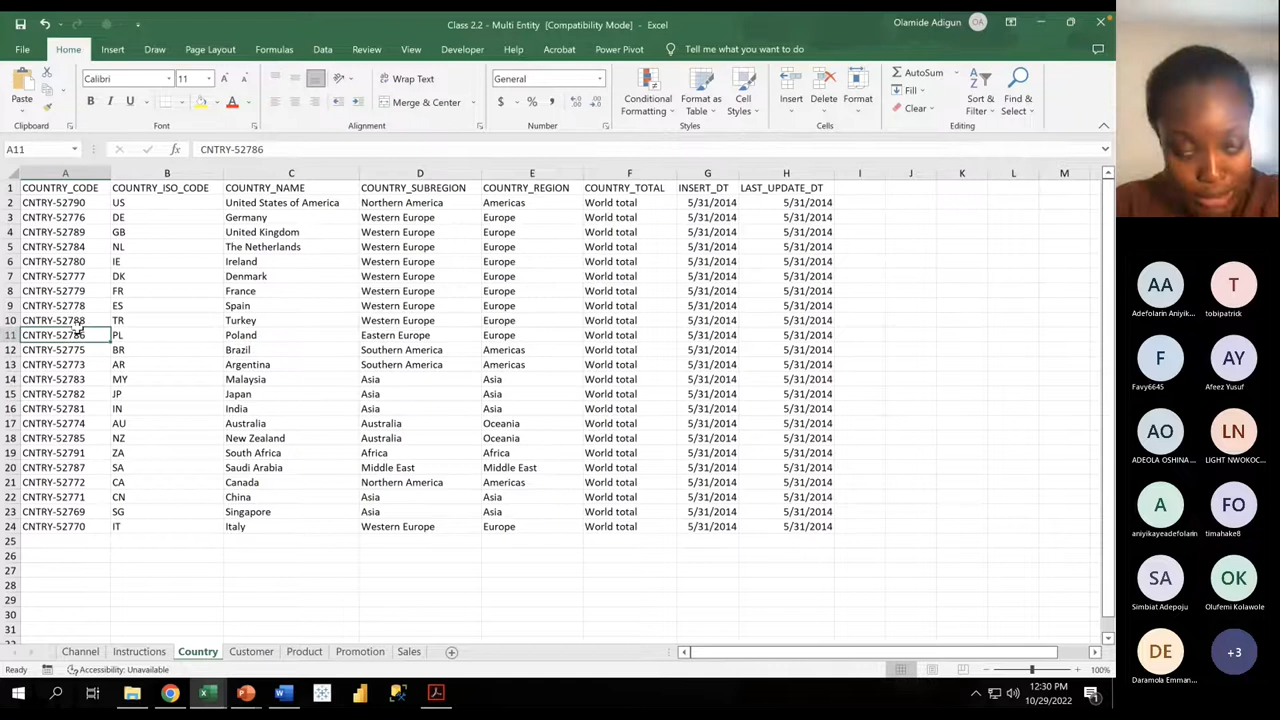 Class 2.2 - Multi Entity [Compatibility Mode] - Excel
Olamide Adigun OA
File Home Insert Draw Page Layout Formulas Data Review View Developer Help Acrobat Power Pivot Tell me what you want to do
Paste
Calibri 11
B I U
Wrap Text
Merge & Center
General
$ % ,
Conditional Formatting
Format as Table
Cell Styles
Insert
Delete
Format
AutoSum
Fill
Clear
Sort & Filter
Find & Select
Clipboard Font Alignment Number Styles Cells Editing
A11 fx CNTRY-52786
A B C D E F G H I J K L M
1 COUNTRY_CODE COUNTRY_ISO_CODE COUNTRY_NAME COUNTRY_SUBREGION COUNTRY_REGION COUNTRY_TOTAL INSERT_DT LAST_UPDATE_DT
2 CNTRY-52790 US United States of America Northern America Americas World total 5/31/2014 5/31/2014
3 CNTRY-52776 DE Germany Western Europe Europe World total 5/31/2014 5/31/2014
4 CNTRY-52789 GB United Kingdom Western Europe Europe World total 5/31/2014 5/31/2014
5 CNTRY-52784 NL The Netherlands Western Europe Europe World total 5/31/2014 5/31/2014
6 CNTRY-52780 IE Ireland Western Europe Europe World total 5/31/2014 5/31/2014
7 CNTRY-52777 DK Denmark Western Europe Europe World total 5/31/2014 5/31/2014
8 CNTRY-52779 FR France Western Europe Europe World total 5/31/2014 5/31/2014
9 CNTRY-52778 ES Spain Western Europe Europe World total 5/31/2014 5/31/2014
10 CNTRY-52788 TR Turkey Western Europe Europe World total 5/31/2014 5/31/2014
11 CNTRY-52786 PL Poland Eastern Europe Europe World total 5/31/2014 5/31/2014
12 CNTRY-52775 BR Brazil Southern America Americas World total 5/31/2014 5/31/2014
13 CNTRY-52773 AR Argentina Southern America Americas World total 5/31/2014 5/31/2014
14 CNTRY-52783 MY Malaysia Asia Asia World total 5/31/2014 5/31/2014
15 CNTRY-52782 JP Japan Asia Asia World total 5/31/2014 5/31/2014
16 CNTRY-52781 IN India Asia Asia World total 5/31/2014 5/31/2014
17 CNTRY-52774 AU Australia Australia Oceania World total 5/31/2014 5/31/2014
18 CNTRY-52785 NZ New Zealand Australia Oceania World total 5/31/2014 5/31/2014
19 CNTRY-52791 ZA South Africa Africa Africa World total 5/31/2014 5/31/2014
20 CNTRY-52787 SA Saudi Arabia Middle East Middle East World total 5/31/2014 5/31/2014
21 CNTRY-52772 CA Canada Northern America Americas World total 5/31/2014 5/31/2014
22 CNTRY-52771 CN China Asia Asia World total 5/31/2014 5/31/2014
23 CNTRY-52769 SG Singapore Asia Asia World total 5/31/2014 5/31/2014
24 CNTRY-52770 IT Italy Western Europe Europe World total 5/31/2014 5/31/2014
25
26
27
28
29
30
31
Channel Instructions Country Customer Product Promotion Sales
Ready Accessibility: Unavailable 100%
12:30 PM
10/29/2022
AA T
Adefolarin Aniyik... tobipatrick
F AY
Favy6645 Afeez Yusuf
AO LN
ADEOLA OSHINA... LIGHT NWOKOC...
A FO
aniyikayeadefolarin timahake8
SA OK
Simbiat Adepoju Olufemi Kolawole
DE +3
Daramola Emman...